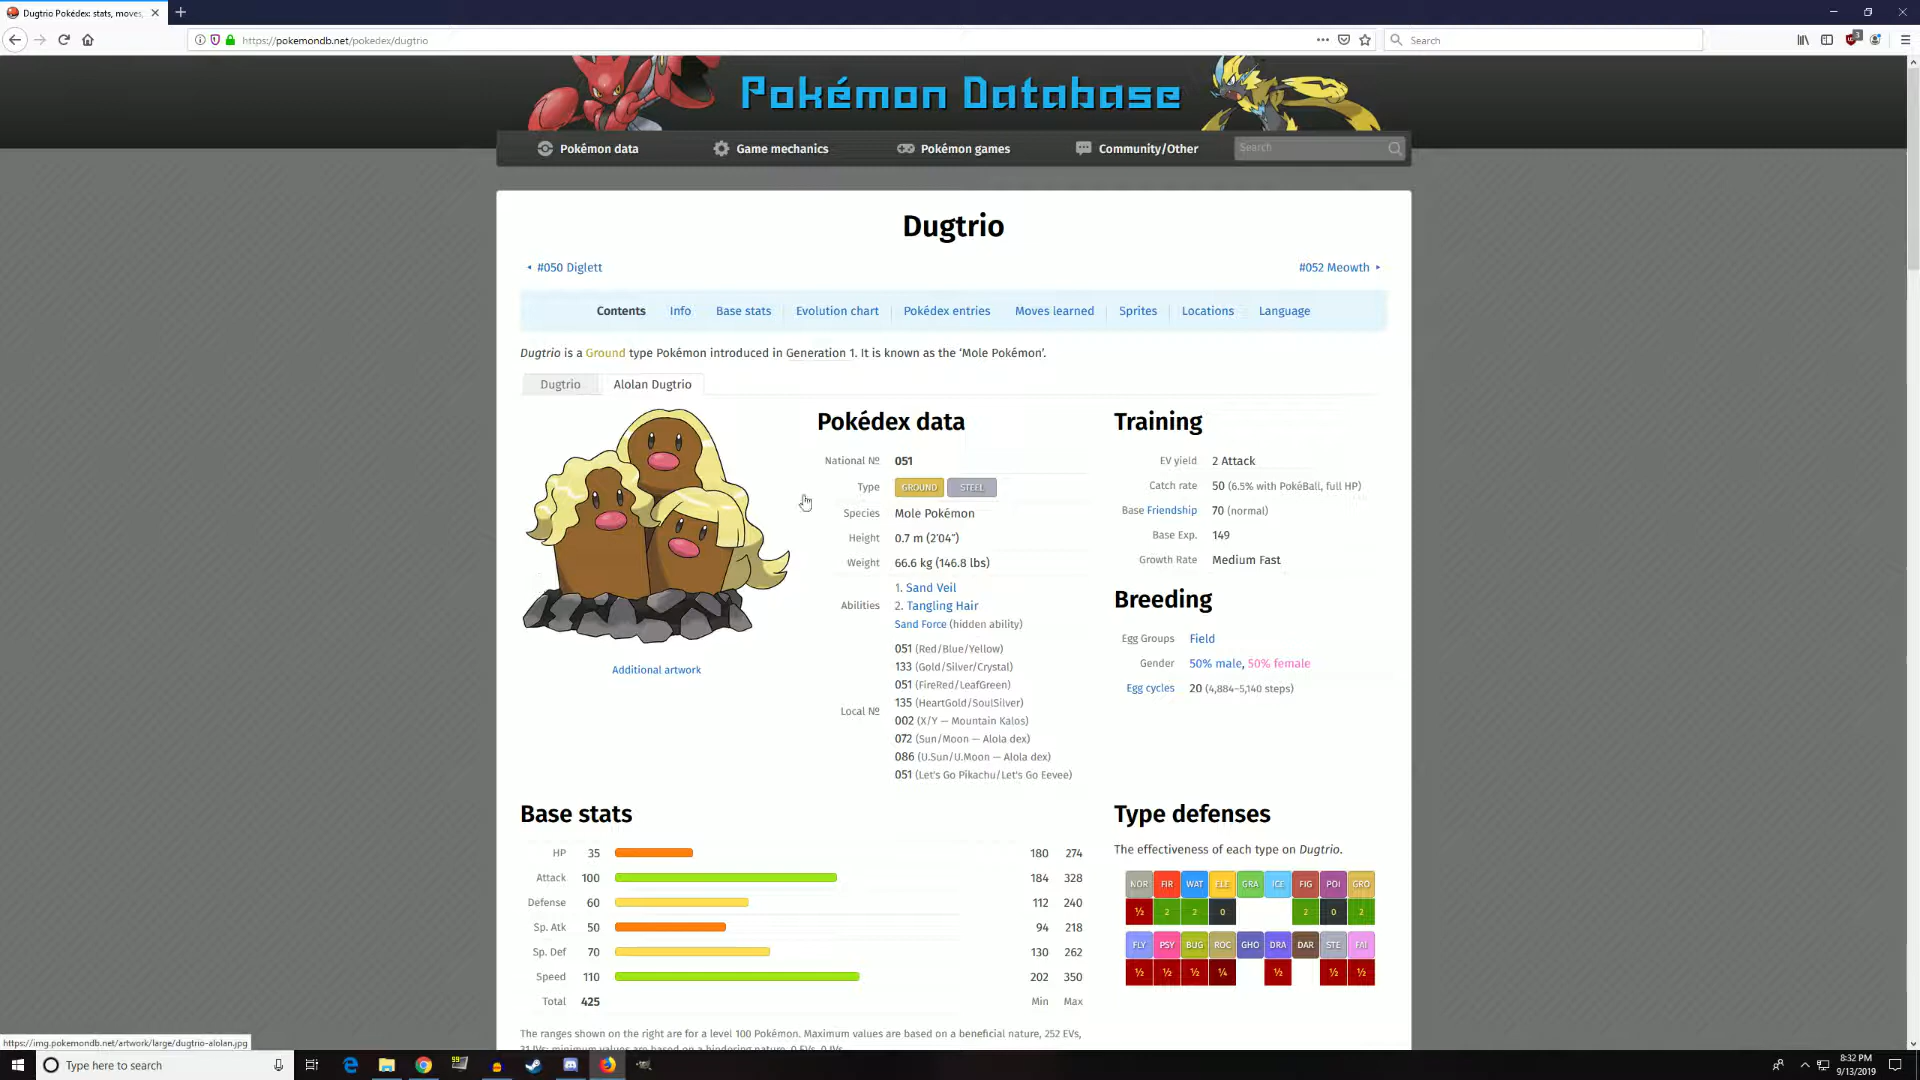 Dugtrio Pokédex: stats, moves,
https://pokemondb.net/pokedex/dugtrio
Search
Pokémon Database
Pokémon data
Game mechanics
Pokémon games
Community/Other
Search
Dugtrio
#050 Diglett
#052 Meowth
Contents Info Base stats Evolution chart Pokédex entries Moves learned Sprites Locations Language
Dugtrio is a Ground type Pokémon introduced in Generation 1. It is known as the ‘Mole Pokémon’.
Dugtrio
Alolan Dugtrio
Additional artwork
Pokédex data
National № 051
Type GROUND STEEL
Species Mole Pokémon
Height 0.7 m (2′04″)
Weight 66.6 kg (146.8 lbs)
Abilities
1. Sand Veil
2. Tangling Hair
Sand Force (hidden ability)
Local №
051 (Red/Blue/Yellow)
133 (Gold/Silver/Crystal)
051 (FireRed/LeafGreen)
135 (HeartGold/SoulSilver)
002 (X/Y — Mountain Kalos)
072 (Sun/Moon — Alola dex)
086 (U.Sun/U.Moon — Alola dex)
051 (Let's Go Pikachu/Let's Go Eevee)
Training
EV yield 2 Attack
Catch rate 50 (6.5% with PokéBall, full HP)
Base Friendship 70 (normal)
Base Exp. 149
Growth Rate Medium Fast
Breeding
Egg Groups Field
Gender 50% male, 50% female
Egg cycles 20 (4,884–5,140 steps)
Base stats
HP 35 180 274
Attack 100 184 328
Defense 60 112 240
Sp. Atk 50 94 218
Sp. Def 70 130 262
Speed 110 202 350
Total 425 Min Max
The ranges shown on the right are for a level 100 Pokémon. Maximum values are based on a beneficial nature, 252 EVs,
31 IVs; minimum values are based on a hindering nature, 0 EVs, 0 IVs.
Type defenses
The effectiveness of each type on Dugtrio.
NOR FIR WAT ELE GRA ICE FIG POI GRO
½ 2 2 0 2 0 2
FLY PSY BUG ROC GHO DRA DAR STE FAI
½ ½ ½ ¼ ½ ½ ½
https://img.pokemondb.net/artwork/large/dugtrio-alolan.jpg
Type here to search
8:32 PM
9/13/2019